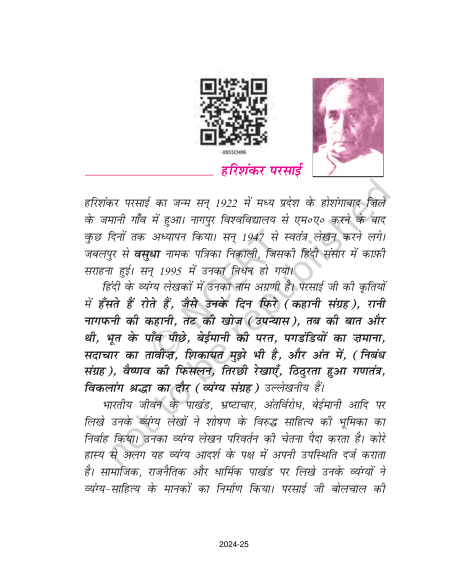 0955CH06
हरिशंकर परसाई
हरिशंकर परसाई का जन्म सन् 1922 में मध्य प्रदेश के होशंगाबाद ज़िले
के जमानी गाँव में हुआ। नागपुर विश्वविद्यालय से एम०ए० करने के बाद
कुछ दिनों तक अध्यापन किया। सन् 1947 से स्वतंत्र लेखन करने लगे।
जबलपुर से वसुधा नामक पत्रिका निकाली, जिसकी हिंदी संसार में काफ़ी
सराहना हुई। सन् 1995 में उनका निधन हो गया।
हिंदी के व्यंग्य लेखकों में उनका नाम अग्रणी है। परसाई जी की कृतियों
में हँसते हैं रोते हैं, जैसे उनके दिन फिरे ( कहानी संग्रह ), रानी
नागफनी की कहानी, तट की खोज ( उपन्यास ), तब की बात और
थी, भूत के पाँव पीछे, बेईमानी की परत, पगडंडियों का ज़माना,
सदाचार का तावीज़, शिकायत मुझे भी है, और अंत में, ( निबंध
संग्रह ), वैष्णव की फिसलन, तिरछी रेखाएँ, ठिठुरता हुआ गणतंत्र,
विकलांग श्रद्धा का दौर ( व्यंग्य संग्रह ) उल्लेखनीय हैं।
भारतीय जीवन के पाखंड, भ्रष्टाचार, अंतर्विरोध, बेईमानी आदि पर
लिखे उनके व्यंग्य लेखों ने शोषण के विरुद्ध साहित्य की भूमिका का
निर्वाह किया। उनका व्यंग्य लेखन परिवर्तन की चेतना पैदा करता है। कोरे
हास्य से अलग यह व्यंग्य आदर्श के पक्ष में अपनी उपस्थिति दर्ज कराता
है। सामाजिक, राजनैतिक और धार्मिक पाखंड पर लिखे उनके व्यंग्यों ने
व्यंग्य-साहित्य के मानकों का निर्माण किया। परसाई जी बोलचाल की
© NCERT
not to be republished
2024-25